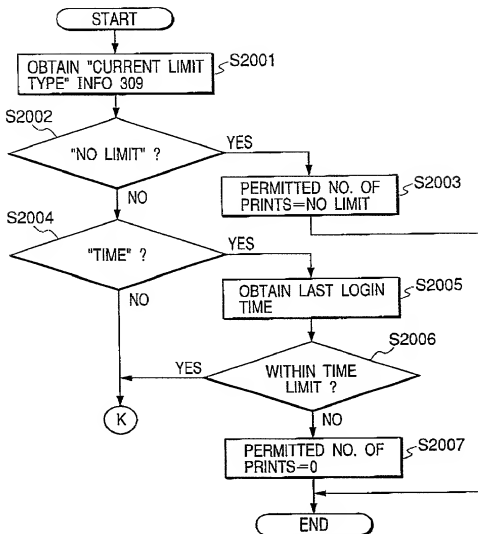 START
S2001
OBTAIN "CURRENT LIMIT
TYPE" INFO 309
S2002
"NO LIMIT" ?
YES
NO
S2003
PERMITTED NO. OF
PRINTS=NO LIMIT
S2004
"TIME" ?
YES
NO
S2005
OBTAIN LAST LOGIN
TIME
S2006
WITHIN TIME
LIMIT ?
YES
NO
K
S2007
PERMITTED NO. OF
PRINTS=0
END